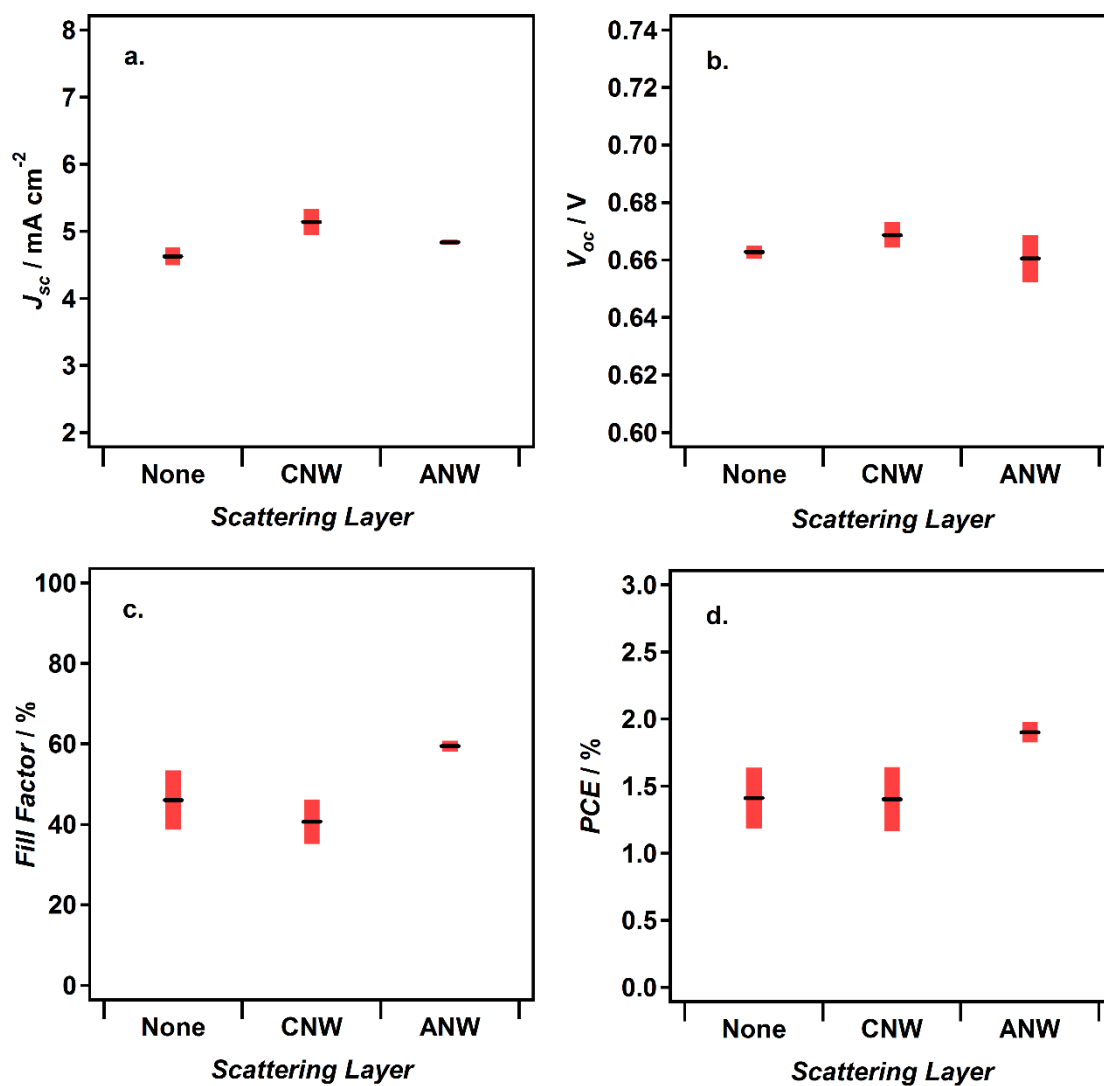 a.
J_sc / mA cm⁻²
8
7
6
5
4
3
2
None CNW ANW
Scattering Layer
b.
V_oc / V
0.74
0.72
0.70
0.68
0.66
0.64
0.62
0.60
None CNW ANW
Scattering Layer
c.
Fill Factor / %
100
80
60
40
20
0
None CNW ANW
Scattering Layer
d.
PCE / %
3.0
2.5
2.0
1.5
1.0
0.5
0.0
None CNW ANW
Scattering Layer